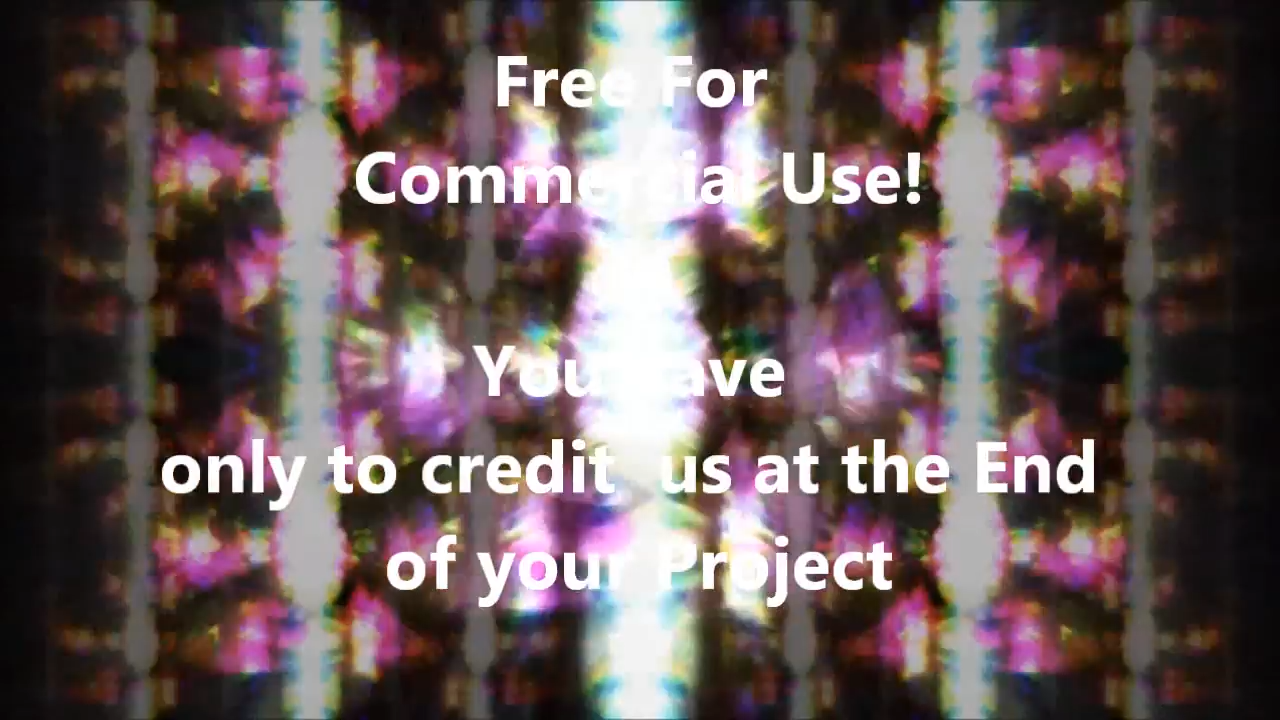 Free For
Commercial Use!
You have
only to credit us at the End
of your Project